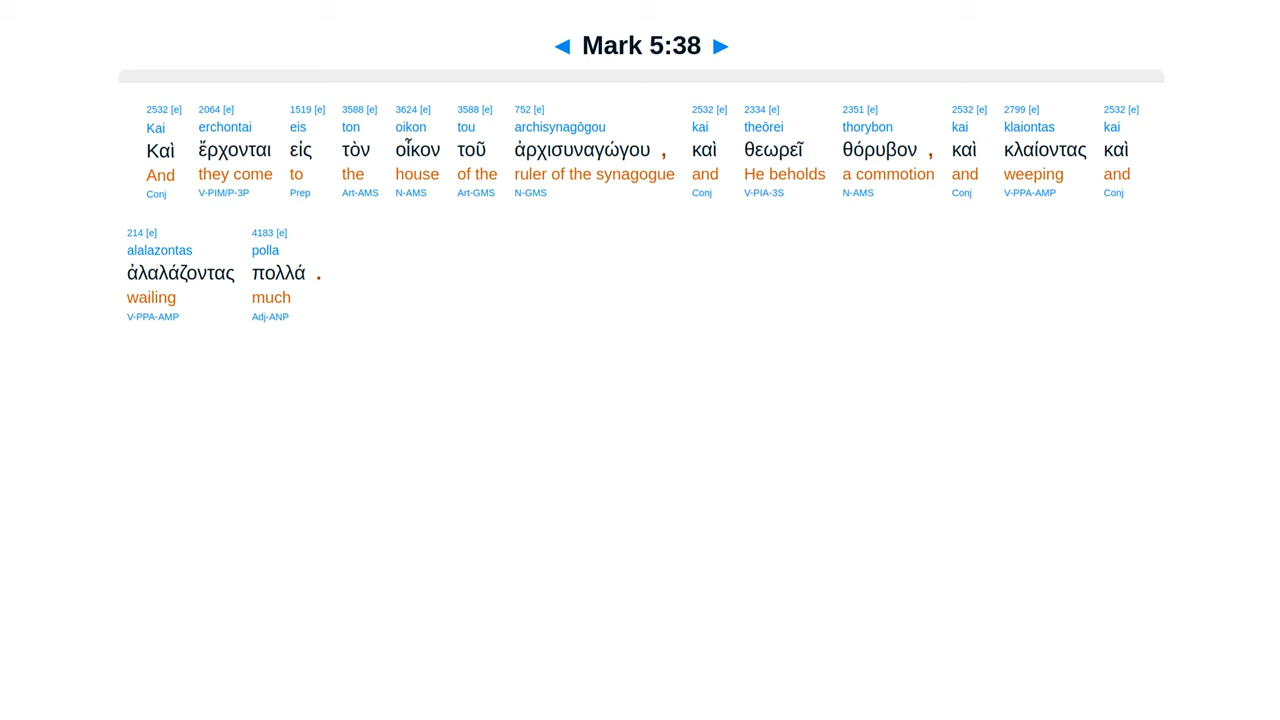 ◄ Mark 5:38 ►
2532 [e] 2064 [e] 1519 [e] 3588 [e] 3624 [e] 3588 [e] 752 [e] 2532 [e] 2334 [e] 2351 [e] 2532 [e] 2799 [e] 2532 [e]
Kai erchontai eis ton oikon tou archisynagōgou kai theōrei thorybon kai klaiontas kai
Καὶ ἔρχονται εἰς τὸν οἶκον τοῦ ἀρχισυναγώγου , καὶ θεωρεῖ θόρυβον , καὶ κλαίοντας καὶ
And they come to the house of the ruler of the synagogue and He beholds a commotion and weeping and
Conj V-PIM/P-3P Prep Art-AMS N-AMS Art-GMS N-GMS Conj V-PIA-3S N-AMS Conj V-PPA-AMP Conj
214 [e] 4183 [e]
alalazontas polla
ἀλαλάζοντας πολλά .
wailing much
V-PPA-AMP Adj-ANP